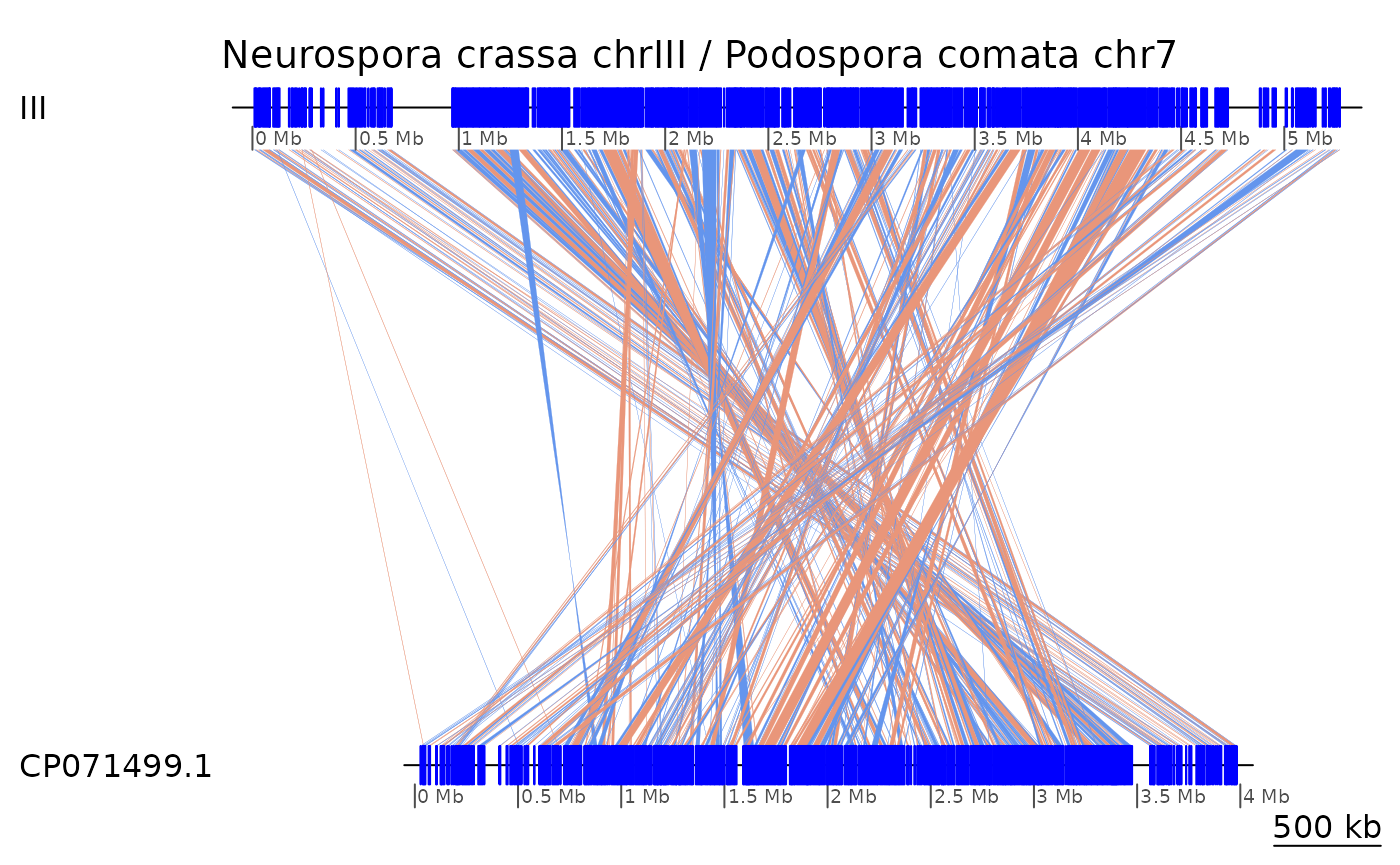 Neurospora crassa chrIII / Podospora comata chr7
III
0 Mb 0.5 Mb 1 Mb 1.5 Mb 2 Mb 2.5 Mb 3 Mb 3.5 Mb 4 Mb 4.5 Mb 5 Mb
CP071499.1
0 Mb 0.5 Mb 1 Mb 1.5 Mb 2 Mb 2.5 Mb 3 Mb 3.5 Mb 4 Mb
500 kb